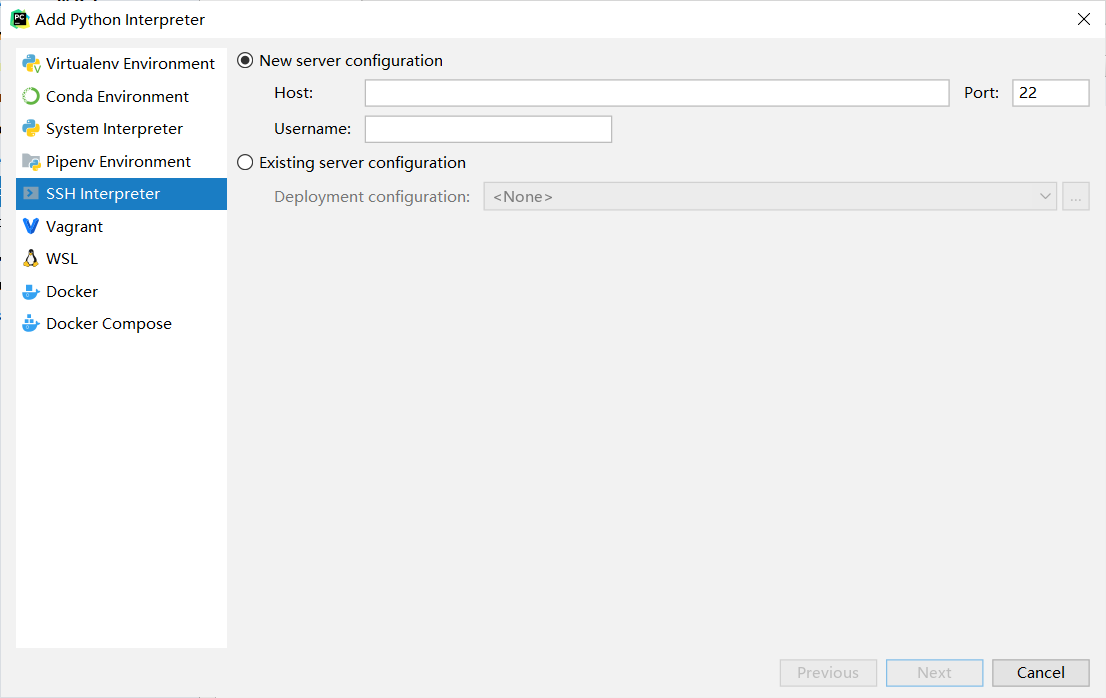 Add Python Interpreter
Virtualenv Environment
Conda Environment
System Interpreter
Pipenv Environment
SSH Interpreter
Vagrant
WSL
Docker
Docker Compose
New server configuration
Host:
Port: 22
Username:
Existing server configuration
Deployment configuration: <None> ...
Previous Next Cancel